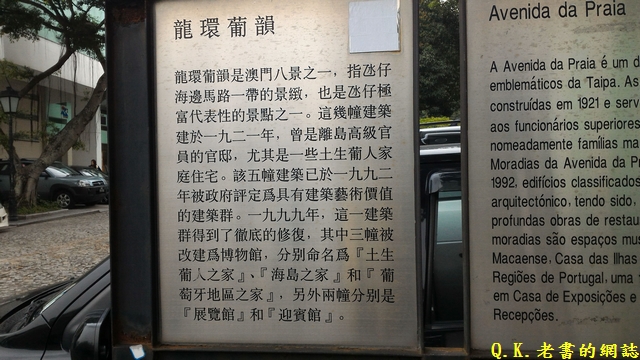 龍環葡韻
龍環葡韻是澳門八景之一，指氹仔
海邊馬路一帶的景緻，也是氹仔極
富代表性的景點之一。這幾幢建築
建於一九二一年，曾是離島高級官
員的官邸，尤其是一些土生葡人家
庭住宅。該五幢建築已於一九九二
年被政府評定爲具有建築藝術價值
的建築群。一九九九年，這一建築
群得到了徹底的修復，其中三幢被
改建爲博物館，分別命名爲『土生
葡人之家』、『海島之家』和『葡
萄牙地區之家』，另外兩幢分別是
『展覽館』和『迎賓館』。
Avenida da Praia
A Avenida da Praia é um d
emblemáticos da Taipa. As
construídas em 1921 e serv
aos funcionários superiores
nomeadamente famílias ma
Moradias da Avenida da Pr
1992, edifícios classificados
arquitectónico, tendo sido,
profundas obras de restau
moradias são espaços mus
Macaense, Casa das Ilhas
Regiões de Portugal, uma
em Casa de Exposições e
Recepções.
Q.K.老書的網誌